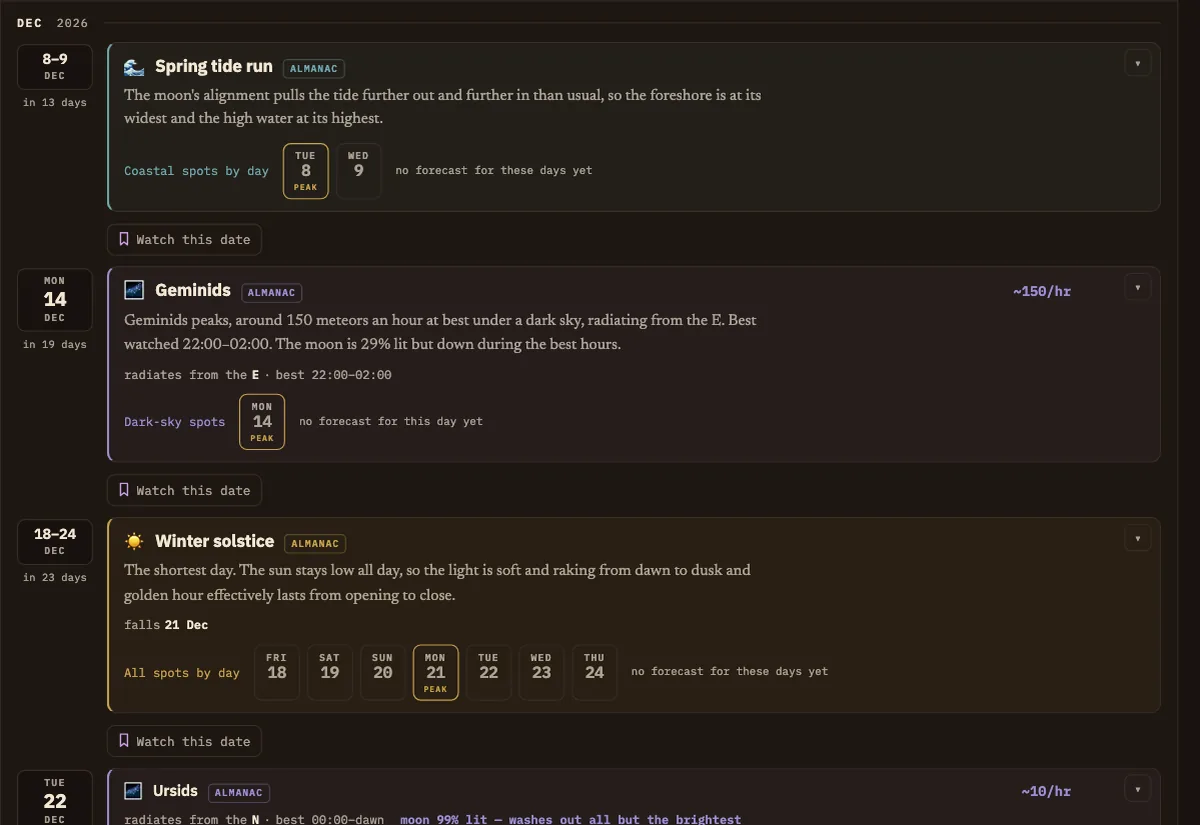 DEC 2026
8–9
DEC
in 13 days
Spring tide run ALMANAC
▾
The moon's alignment pulls the tide further out and further in than usual, so the foreshore is at its
widest and the high water at its highest.
Coastal spots by day
TUE
8
PEAK
WED
9
no forecast for these days yet
Watch this date
MON
14
DEC
in 19 days
Geminids ALMANAC
~150/hr
▾
Geminids peaks, around 150 meteors an hour at best under a dark sky, radiating from the E. Best
watched 22:00–02:00. The moon is 29% lit but down during the best hours.
radiates from the E · best 22:00–02:00
Dark-sky spots
MON
14
PEAK
no forecast for this day yet
Watch this date
18–24
DEC
in 23 days
Winter solstice ALMANAC
▾
The shortest day. The sun stays low all day, so the light is soft and raking from dawn to dusk and
golden hour effectively lasts from opening to close.
falls 21 Dec
All spots by day
FRI
18
SAT
19
SUN
20
MON
21
PEAK
TUE
22
WED
23
THU
24
no forecast for these days yet
Watch this date
TUE
22
DEC
Ursids ALMANAC
~10/hr
▾
radiates from the N · best 00:00–dawn moon 99% lit — washes out all but the brightest